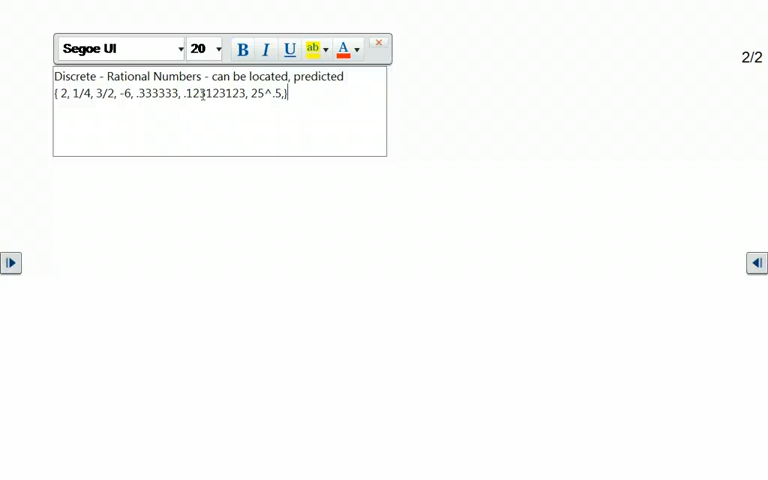 Segoe UI 20 B I U ab A
2/2
Discrete - Rational Numbers - can be located, predicted
{ 2, 1/4, 3/2, -6, .333333, .123123123, 25^.5,}